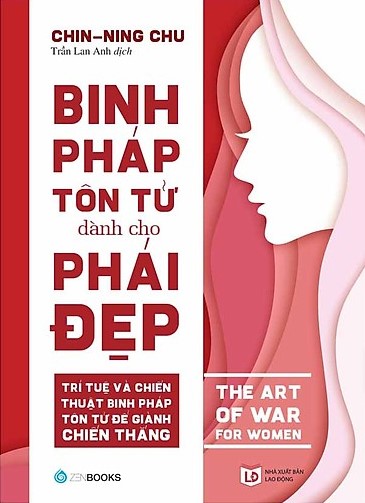 CHIN–NING CHU
Trần Lan Anh dịch
BINH
PHÁP
TÔN TỬ
dành cho
PHÁI
ĐẸP
TRÍ TUỆ VÀ CHIẾN
THUẬT BINH PHÁP
TÔN TỬ ĐỂ GIÀNH
CHIẾN THẮNG
THE ART
OF WAR
FOR WOMEN
ZENBOOKS
LĐ
NHÀ XUẤT BẢN
LAO ĐỘNG